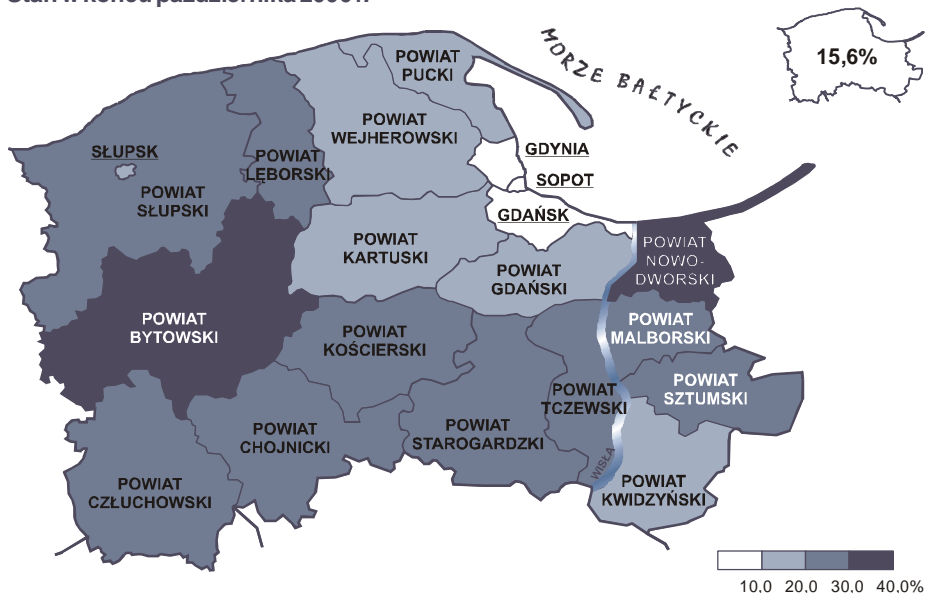 MORZE BAŁTYCKIE
15,6%
POWIAT
PUCKI
POWIAT
WEJHEROWSKI
GDYNIA
SOPOT
GDAŃSK
SŁUPSK
POWIAT
SŁUPSKI
POWIAT
LĘBORSKI
POWIAT
KARTUSKI
POWIAT
GDAŃSKI
POWIAT
NOWO-
DWORSKI
POWIAT
BYTOWSKI
POWIAT
KOŚCIERSKI
POWIAT
MALBORSKI
POWIAT
TCZEWSKI
POWIAT
SZTUMSKI
POWIAT
CHOJNICKI
POWIAT
STAROGARDZKI
POWIAT
CZŁUCHOWSKI
WISŁA
POWIAT
KWIDZYŃSKI
10,0 20,0 30,0 40,0%